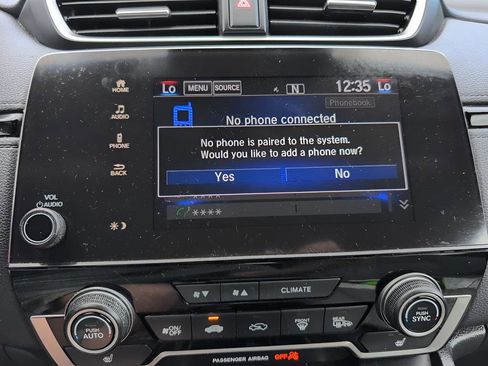 HOME
AUDIO
PHONE
BACK
VOL
AUDIO
Lo MENU SOURCE N 12:35 Lo
Phonebook
No phone connected
No phone is paired to the system.
Would you like to add a phone now?
Yes No
****
CLIMATE
PUSH
AUTO
ON/
OFF
FRONT
REAR
PUSH
SYNC
PASSENGER AIRBAG OFF